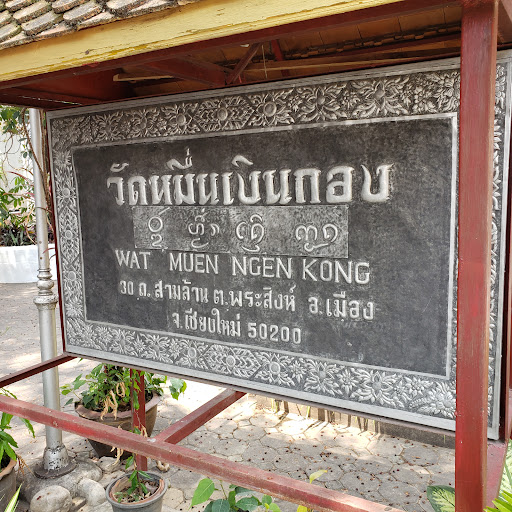 วัดหมื่นเงินกอง
WAT MUEN NGEN KONG
30 ถ.สามล้าน ต.พระสิงห์ อ.เมือง
จ.เชียงใหม่ 50200